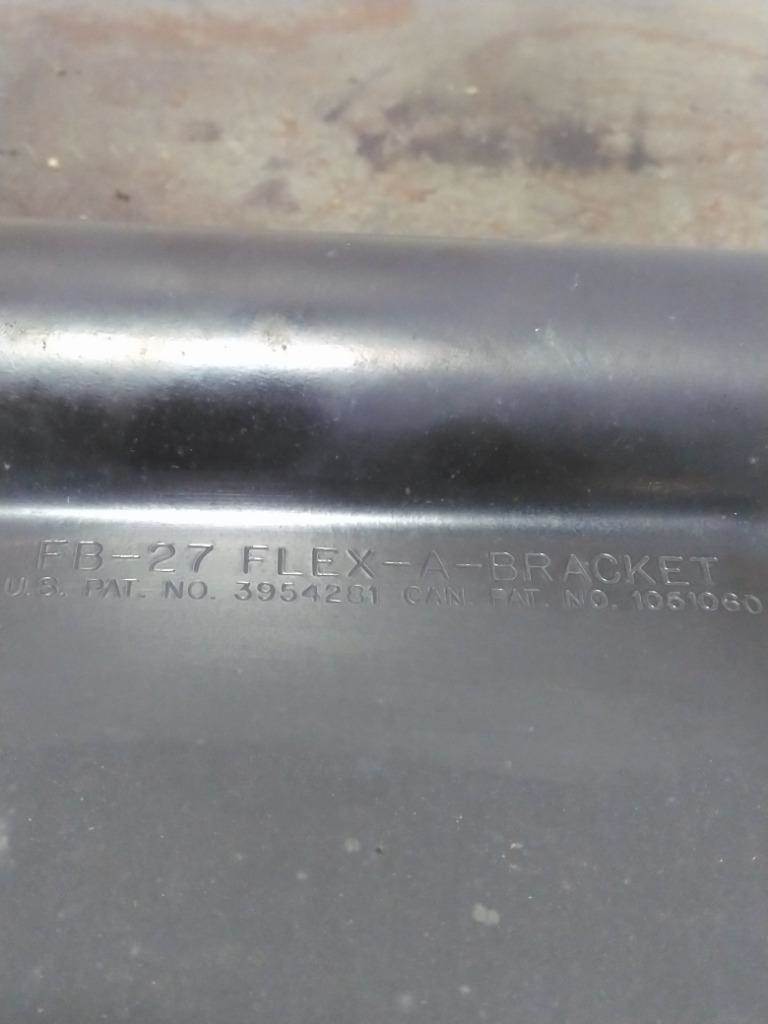 FB-27 FLEX-A-BRACKET
U.S. PAT. NO. 3954281 CAN. PAT. NO. 1051060